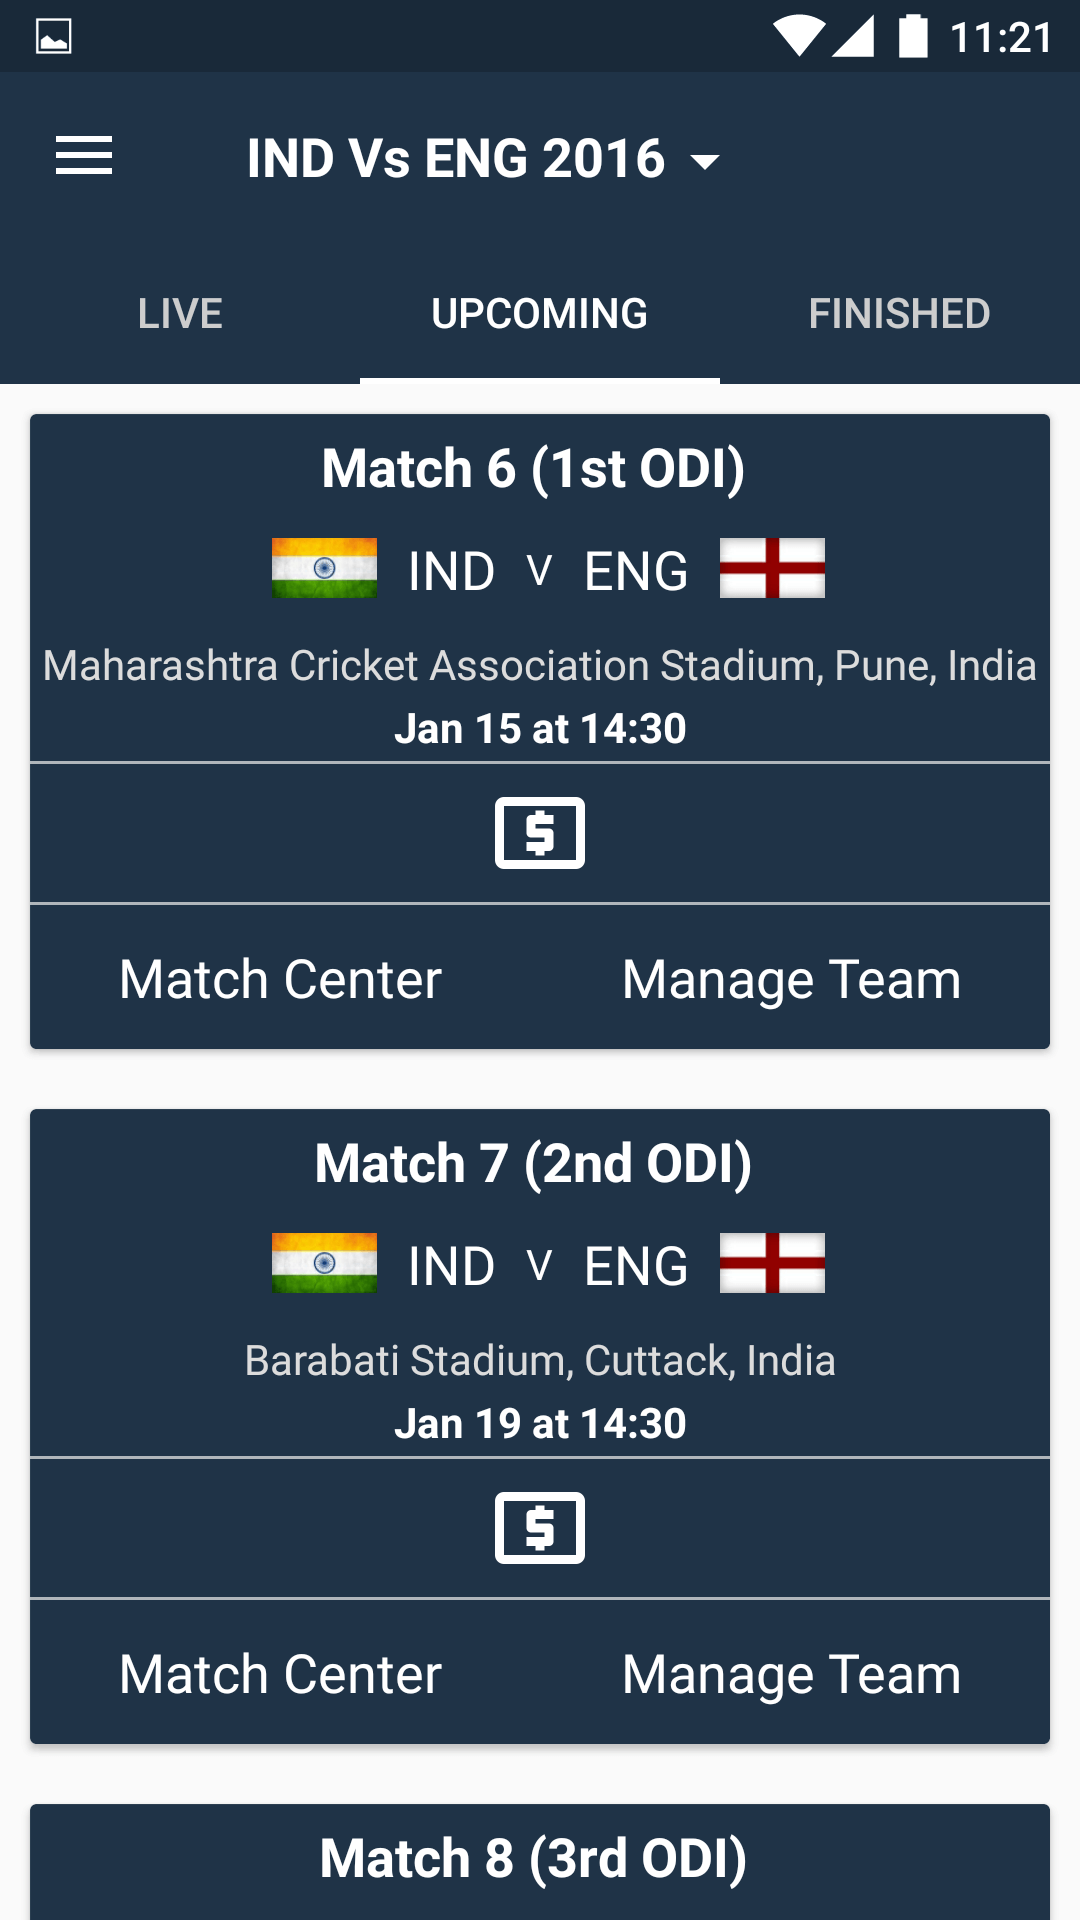 11:21
IND Vs ENG 2016
LIVE UPCOMING FINISHED
Match 6 (1st ODI)
IND V ENG
Maharashtra Cricket Association Stadium, Pune, India
Jan 15 at 14:30
$
Match Center Manage Team
Match 7 (2nd ODI)
IND V ENG
Barabati Stadium, Cuttack, India
Jan 19 at 14:30
$
Match Center Manage Team
Match 8 (3rd ODI)